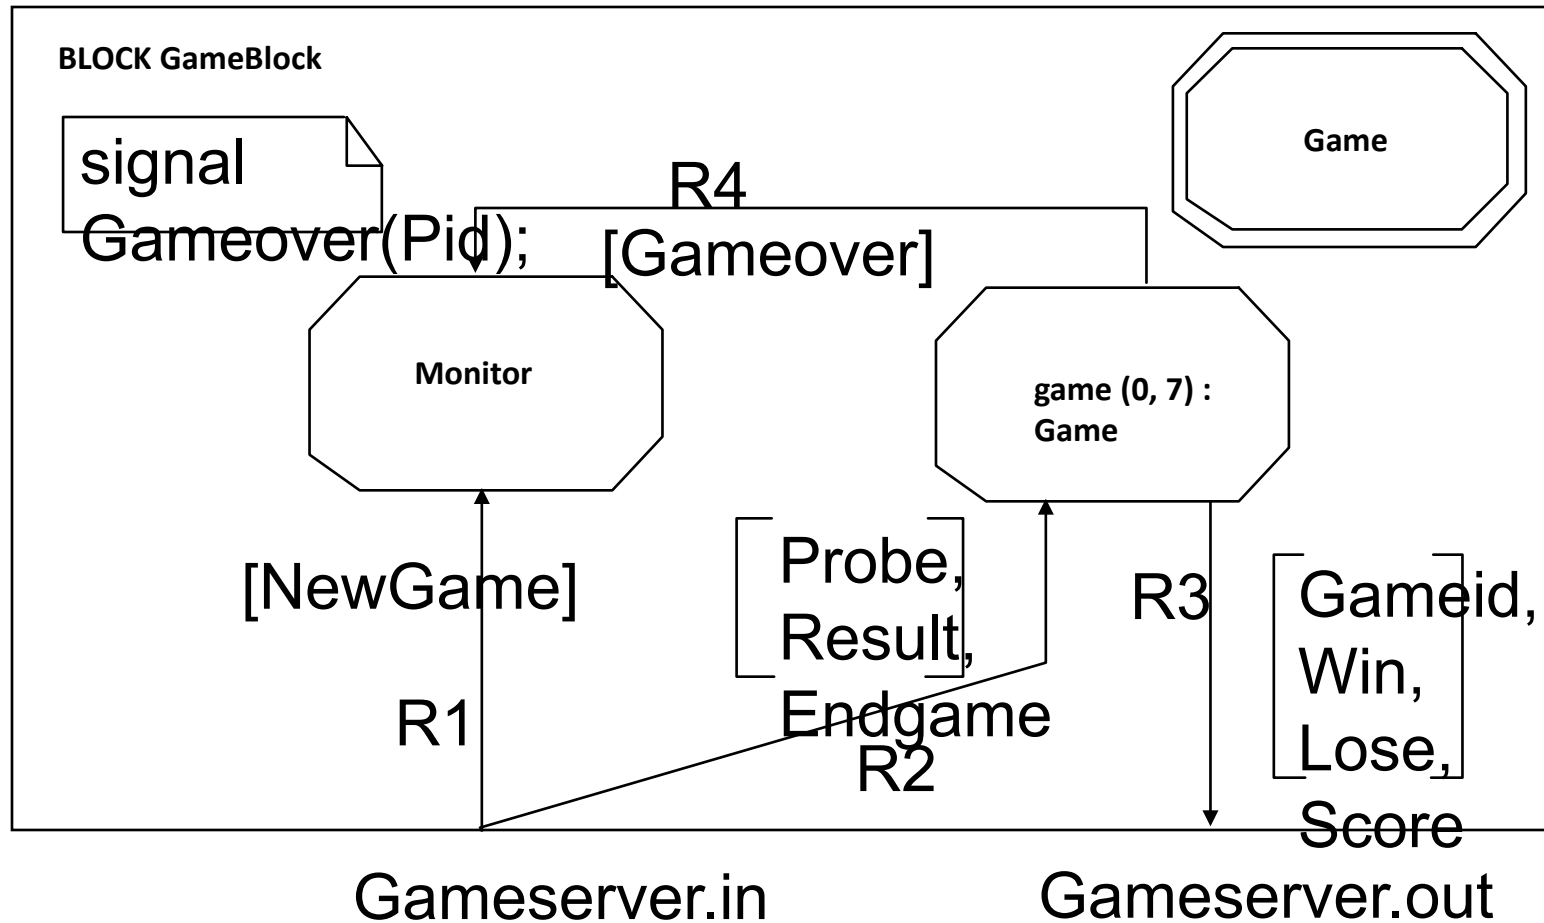 BLOCK GameBlock
Game
signal
Gameover(Pid);
R4
[Gameover]
Monitor
game (0, 7) :
Game
[NewGame]
Probe,
Result,
Endgame
R3
Gameid,
Win,
Lose,
Score
R1
R2
Gameserver.in
Gameserver.out